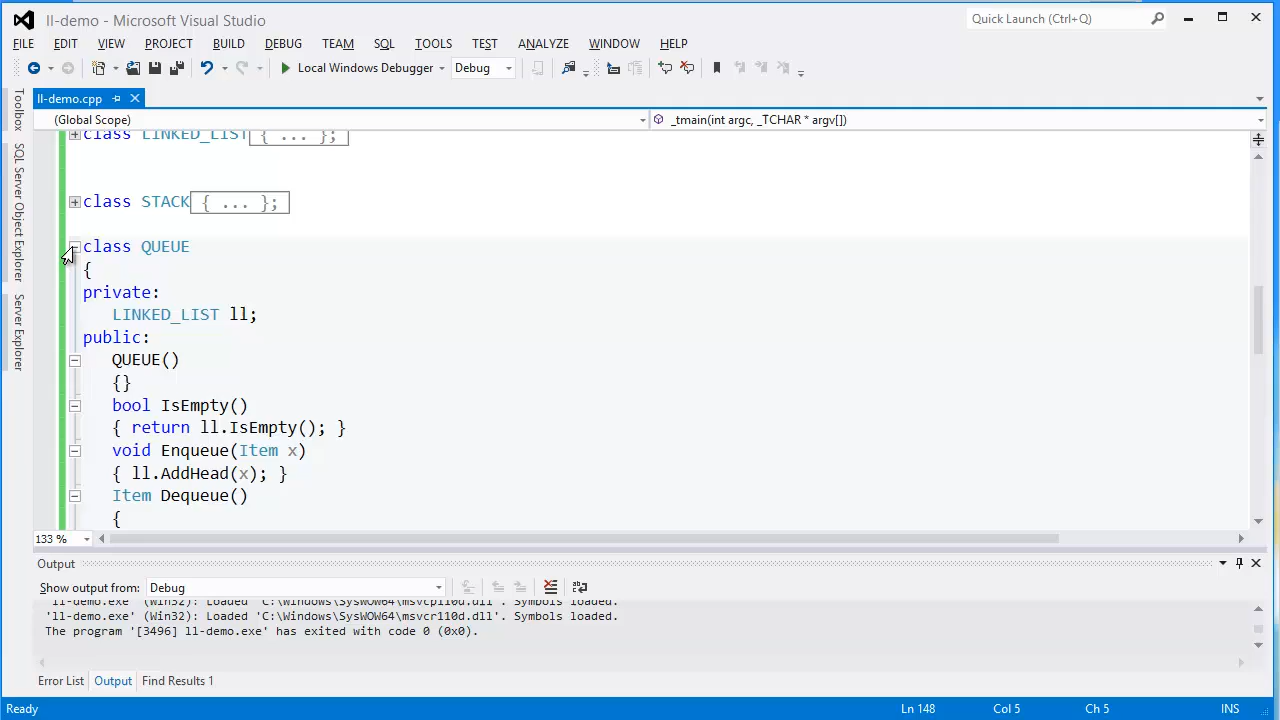 ll-demo - Microsoft Visual Studio
Quick Launch (Ctrl+Q)
FILE EDIT VIEW PROJECT BUILD DEBUG TEAM SQL TOOLS TEST ANALYZE WINDOW HELP
Local Windows Debugger Debug
ll-demo.cpp
(Global Scope) _tmain(int argc, _TCHAR * argv[])
Toolbox
SQL Server Object Explorer
Server Explorer
class LINKED_LIST{ ... };
class STACK{ ... };
class QUEUE
{
private:
LINKED_LIST ll;
public:
QUEUE()
{}
bool IsEmpty()
{ return ll.IsEmpty(); }
void Enqueue(Item x)
{ ll.AddHead(x); }
Item Dequeue()
{
133 %
Output
Show output from: Debug
'll-demo.exe' (Win32): Loaded 'C:\Windows\SysWOW64\msvcp110d.dll'. Symbols loaded.
'll-demo.exe' (Win32): Loaded 'C:\Windows\SysWOW64\msvcr110d.dll'. Symbols loaded.
The program '[3496] ll-demo.exe' has exited with code 0 (0x0).
Error List Output Find Results 1
Ready Ln 148 Col 5 Ch 5 INS